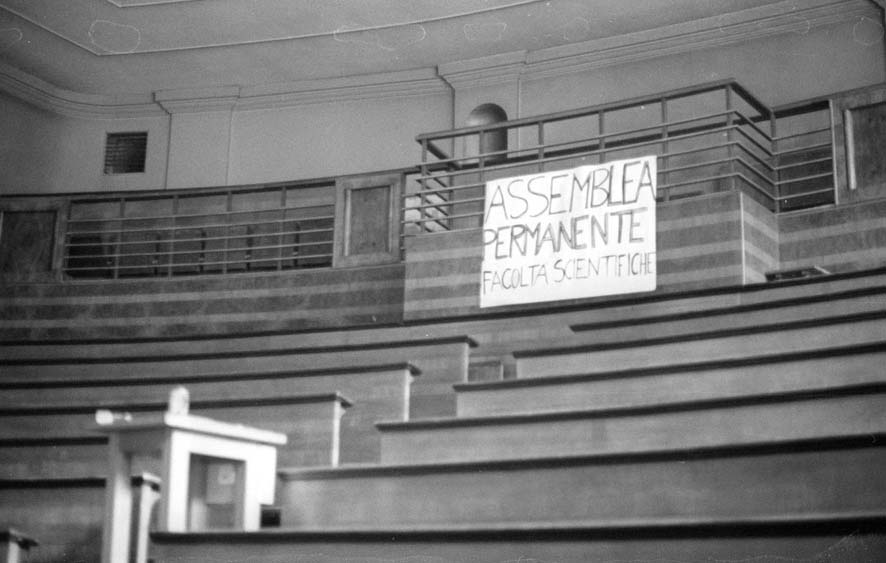 ASSEMBLEA
PERMANENTE
FACOLTA SCIENTIFICHE